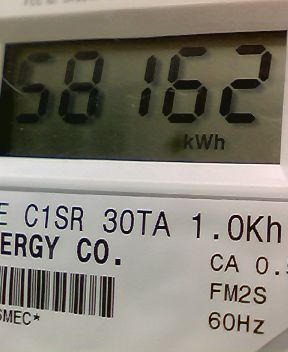 58162
kWh
E C1SR 30TA 1.0Kh
ERGY CO.
CA 0.5
FM2S
SMEC*
60Hz